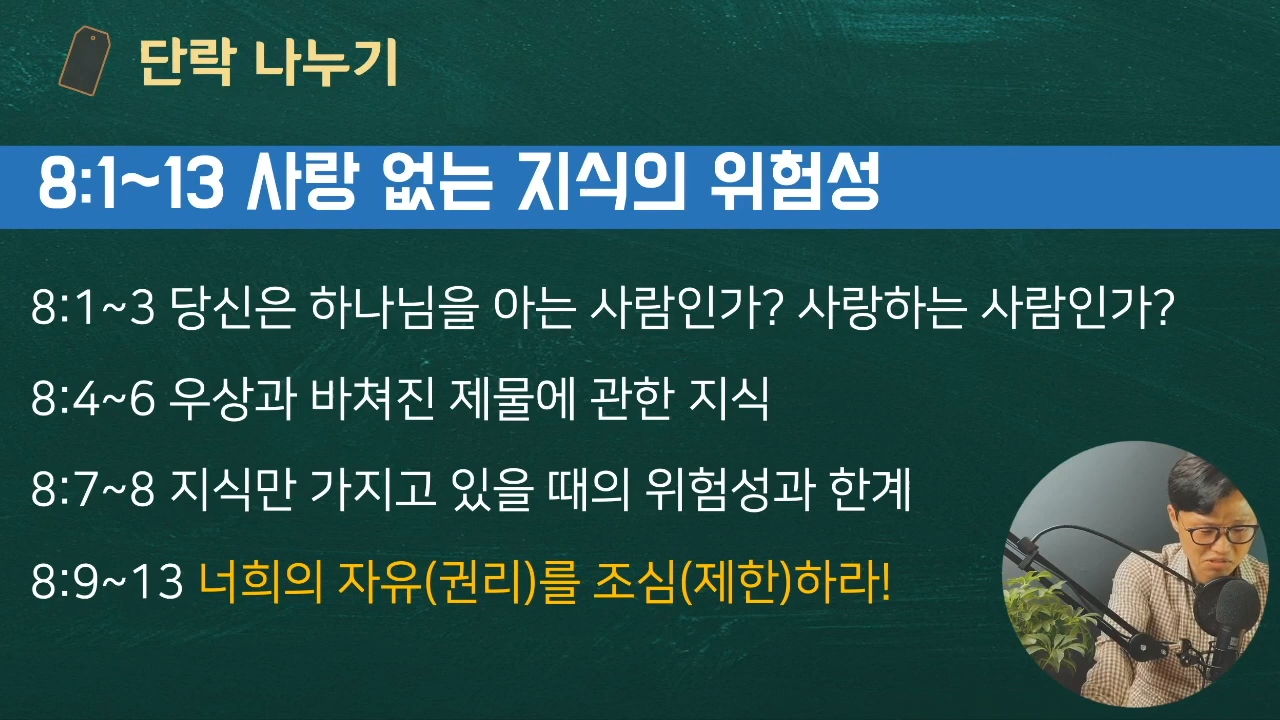 단락 나누기
8:1~13 사랑 없는 지식의 위험성
8:1~3 당신은 하나님을 아는 사람인가? 사랑하는 사람인가?
8:4~6 우상과 바쳐진 제물에 관한 지식
8:7~8 지식만 가지고 있을 때의 위험성과 한계
8:9~13 너희의 자유(권리)를 조심(제한)하라!